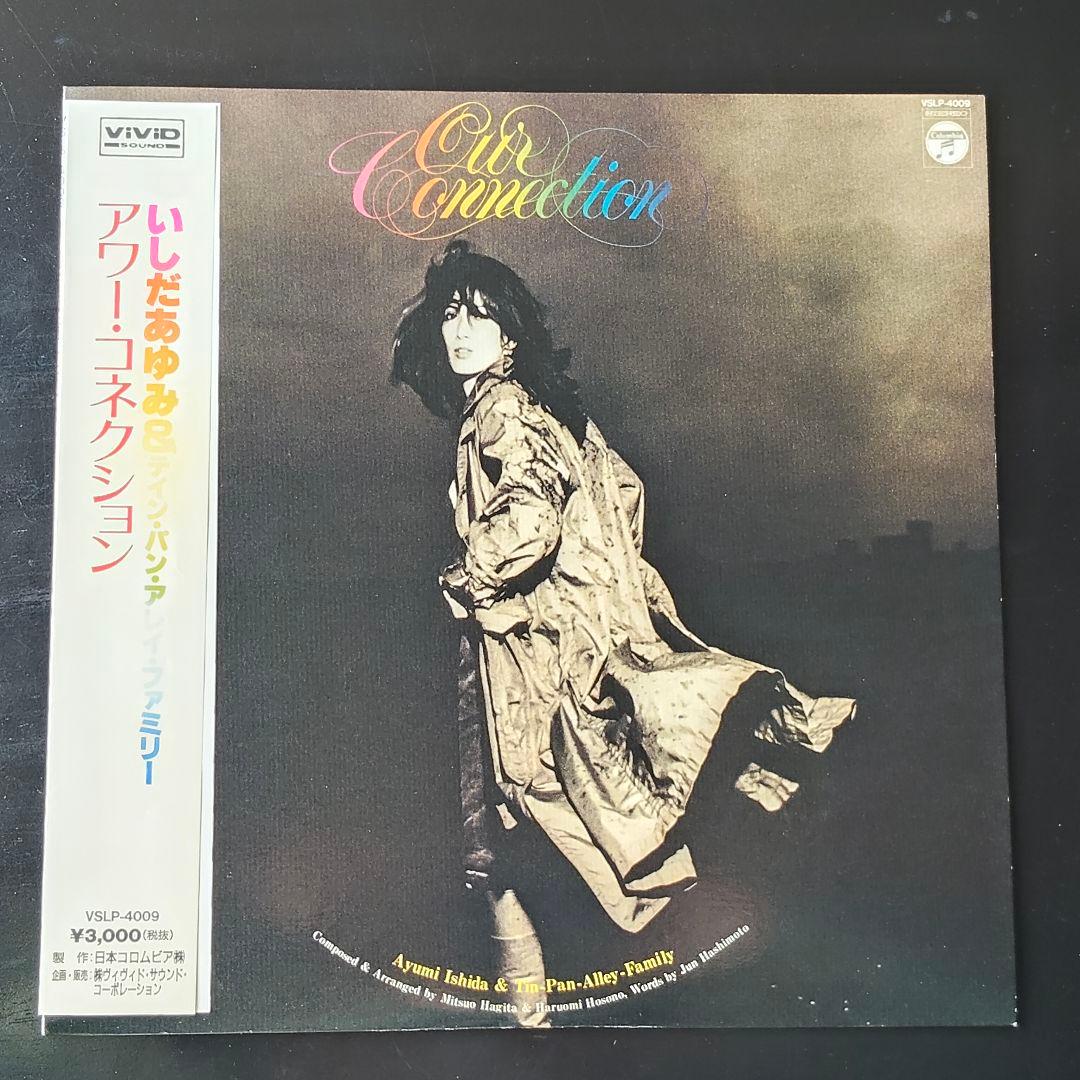 ViViD
SOUND
いしだあゆみ&ティン・パン・アレイ・ファミリー
アワー・コネクション
VSLP-4009
¥3,000(税抜)
製 作:日本コロムビア㈱
企画・販売:㈱ヴィヴィド・サウンド・
コーポレーション
Our
Connection
VSLP-4009
Columbia
Ayumi Ishida & Tin-Pan-Alley-Family
Composed & Arranged by Mitsuo Hagita & Haruomi Hosono, Words by Jun Hashimoto